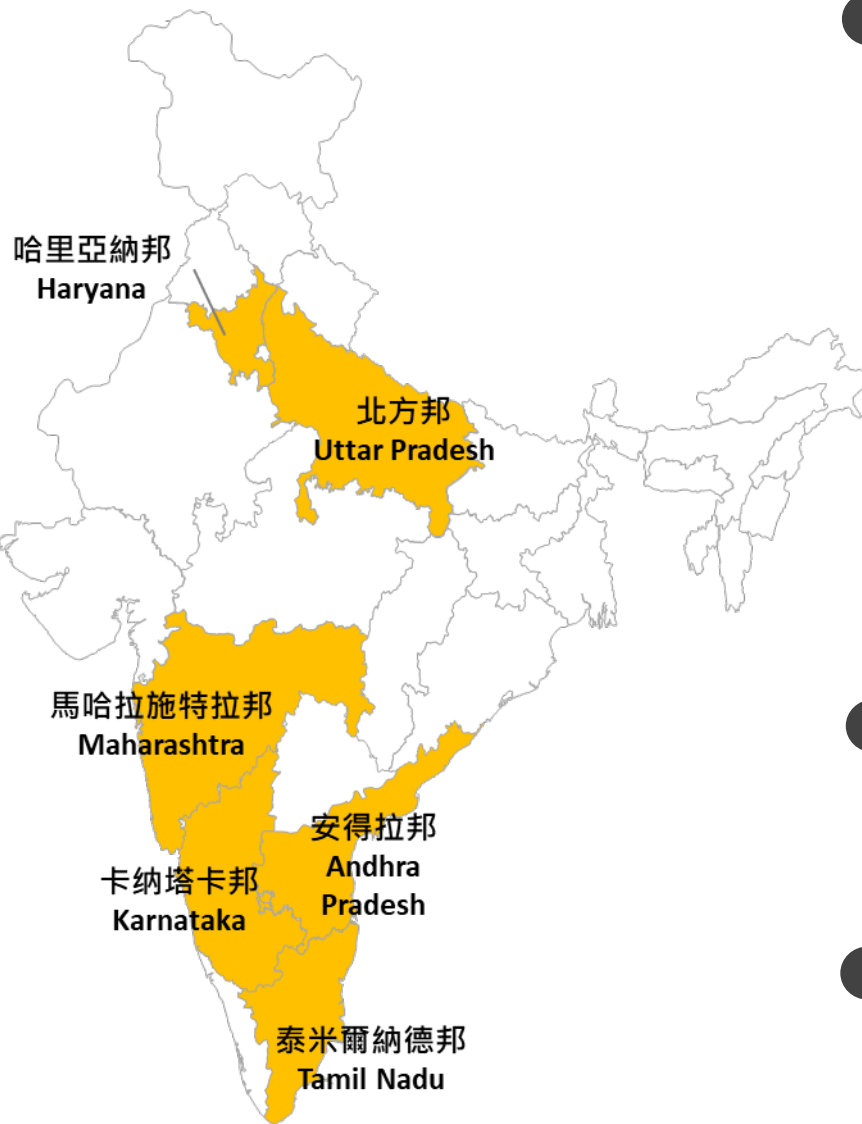 哈里亞納邦
Haryana
北方邦
Uttar Pradesh
馬哈拉施特拉邦
Maharashtra
安得拉邦
Andhra
Pradesh
卡纳塔卡邦
Karnataka
泰米爾納德邦
Tamil Nadu